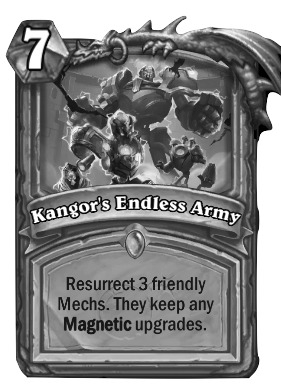 7
Kangor's Endless Army
Resurrect 3 friendly
Mechs. They keep any
Magnetic upgrades.